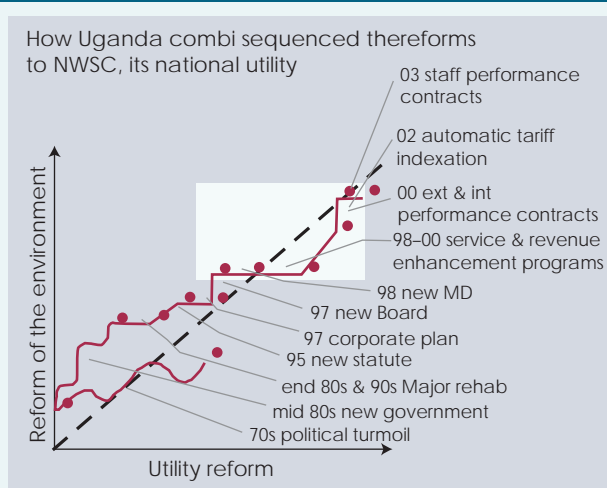 How Uganda combi sequenced thereforms
to NWSC, its national utility
03 staff performance
contracts
02 automatic tariff
indexation
00 ext & int
performance contracts
98–00 service & revenue
enhancement programs
98 new MD
97 new Board
97 corporate plan
95 new statute
end 80s & 90s Major rehab
mid 80s new government
70s political turmoil
Reform of the environment
Utility reform